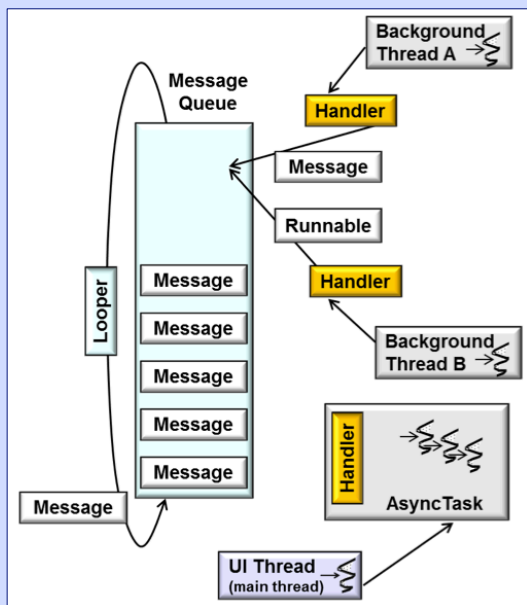 Background
Thread A
Message
Queue
Handler
Message
Runnable
Handler
Message
Message
Message
Message
Message
Looper
Background
Thread B
Handler
AsyncTask
Message
UI Thread
(main thread)